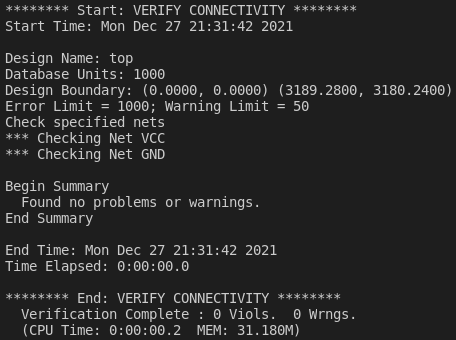 ******** Start: VERIFY CONNECTIVITY ********
Start Time: Mon Dec 27 21:31:42 2021

Design Name: top
Database Units: 1000
Design Boundary: (0.0000, 0.0000) (3189.2800, 3180.2400)
Error Limit = 1000; Warning Limit = 50
Check specified nets
*** Checking Net VCC
*** Checking Net GND

Begin Summary
  Found no problems or warnings.
End Summary

End Time: Mon Dec 27 21:31:42 2021
Time Elapsed: 0:00:00.0

******** End: VERIFY CONNECTIVITY ********
  Verification Complete : 0 Viols.  0 Wrngs.
  (CPU Time: 0:00:00.2  MEM: 31.180M)